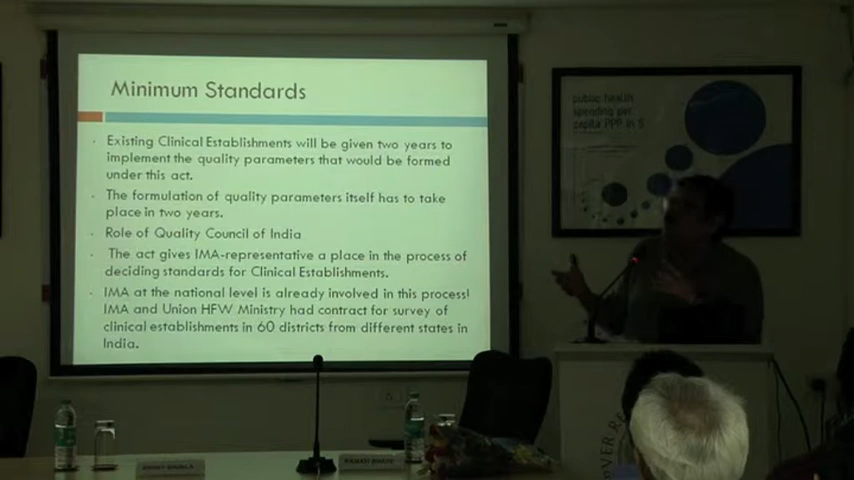 Minimum Standards
Existing Clinical Establishments will be given two years to
implement the quality parameters that would be formed
under this act.
The formulation of quality parameters itself has to take
place in two years.
Role of Quality Council of India
The act gives IMA-representative a place in the process of
deciding standards for Clinical Establishments.
IMA at the national level is already involved in this process!
IMA and Union HFW Ministry had contract for survey of
clinical establishments in 60 districts from different states in
India.
public health
spending per
capita PPP in $